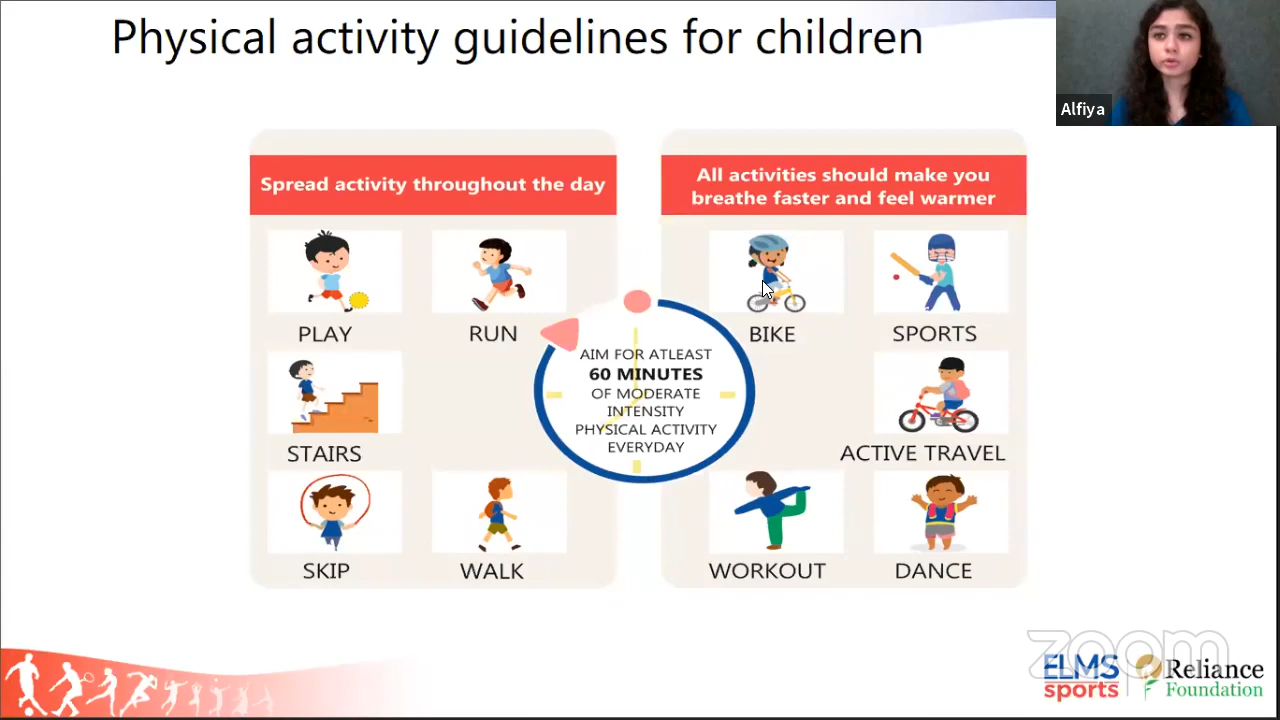 Physical activity guidelines for children
Alfiya
Spread activity throughout the day
All activities should make you
breathe faster and feel warmer
PLAY
RUN
BIKE
SPORTS
AIM FOR ATLEAST
60 MINUTES
OF MODERATE
INTENSITY
PHYSICAL ACTIVITY
EVERYDAY
STAIRS
ACTIVE TRAVEL
SKIP
WALK
WORKOUT
DANCE
zoom
ELMS
sports
Reliance
Foundation